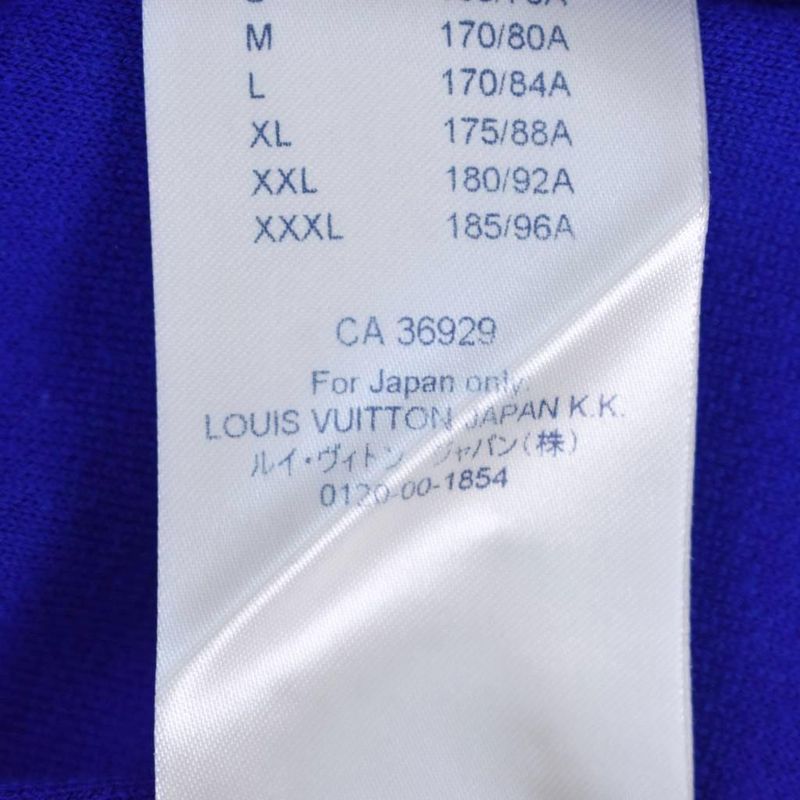 M 170/80A
L 170/84A
XL 175/88A
XXL 180/92A
XXXL 185/96A
CA 36929
For Japan only:
LOUIS VUITTON JAPAN K.K.
ルイ・ヴィトン ジャパン(株)
0120-00-1854